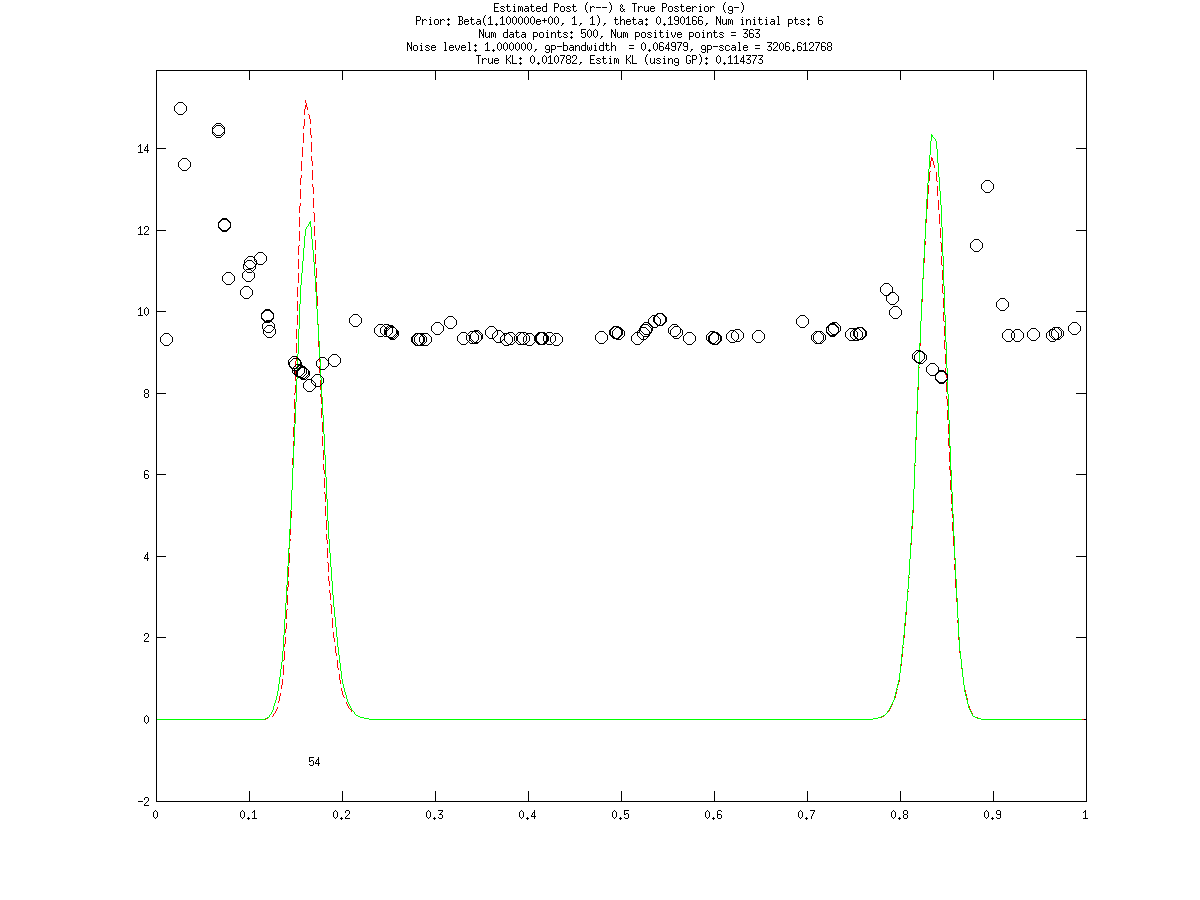 Estimated Post (r--) & True Posterior (g-)
Prior: Beta(1.100000e+00, 1, 1), theta: 0.190166, Num initial pts: 6
Num data points: 500, Num positive points = 363
Noise level: 1.000000, gp-bandwidth  = 0.064979, gp-scale = 3206.612768
True KL: 0.010782, Estim KL (using GP): 0.114373
14
12
10
8
6
4
2
0
54
-2
0 0.1 0.2 0.3 0.4 0.5 0.6 0.7 0.8 0.9 1